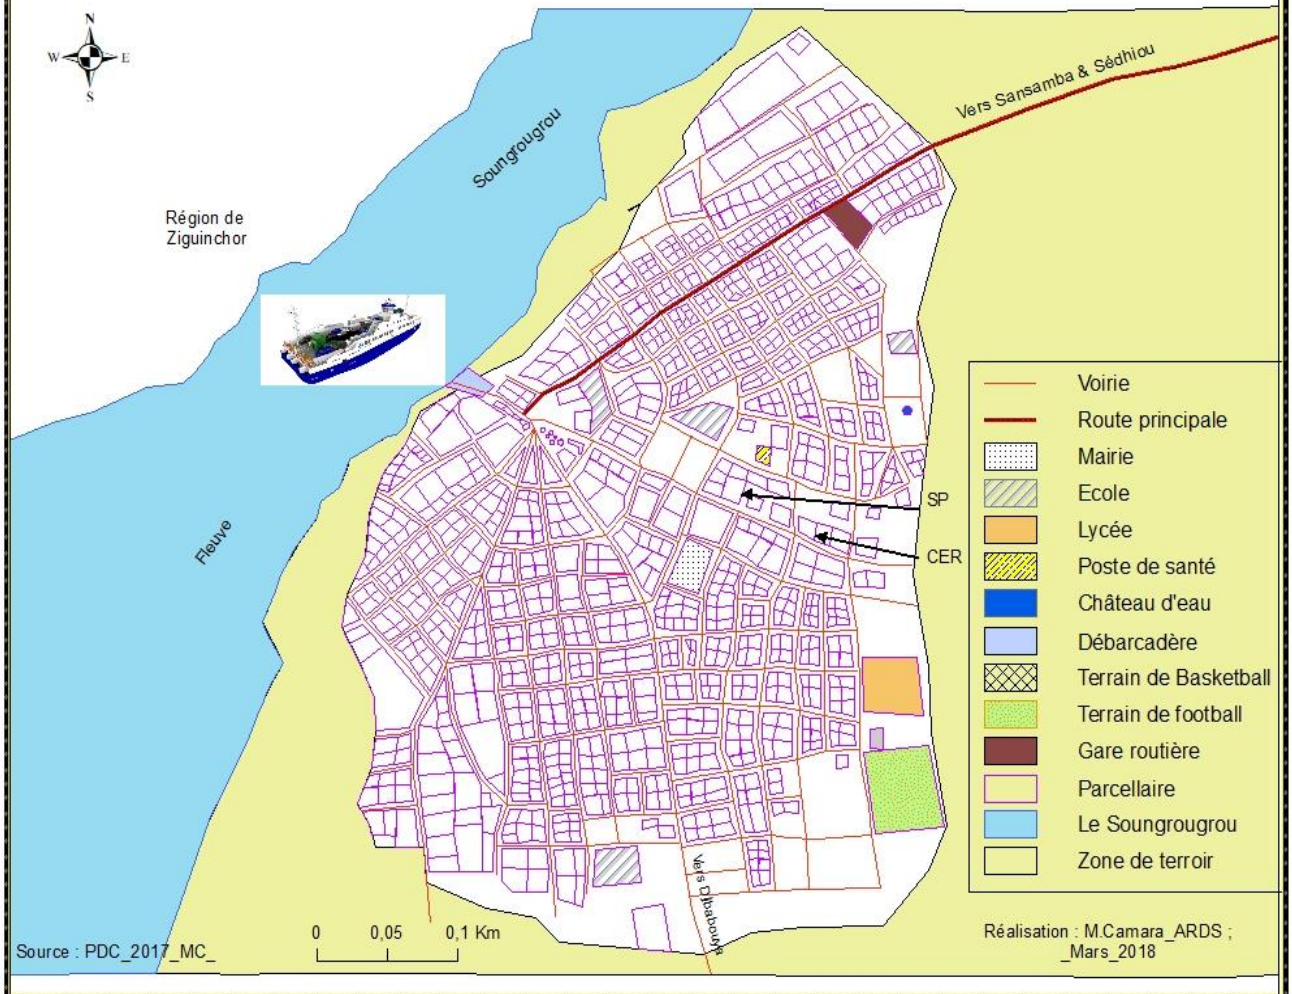 N
W E
S
Vers Sansamba & Sédhiou
Soungrougrou
Région de
Ziguinchor
Fleuve
SP
CER
Vers Djbabouya
Voirie
Route principale
Mairie
Ecole
Lycée
Poste de santé
Château d'eau
Débarcadère
Terrain de Basketball
Terrain de football
Gare routière
Parcellaire
Le Soungrougrou
Zone de terroir
0 0,05 0,1 Km
Source : PDC_2017_MC_
Réalisation : M.Camara_ARDS ;
_Mars_2018